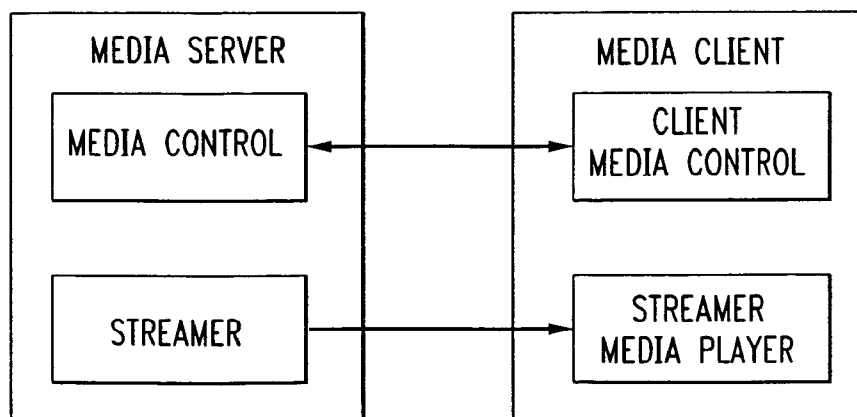 MEDIA SERVER
MEDIA CONTROL
STREAMER
MEDIA CLIENT
CLIENT
MEDIA CONTROL
STREAMER
MEDIA PLAYER